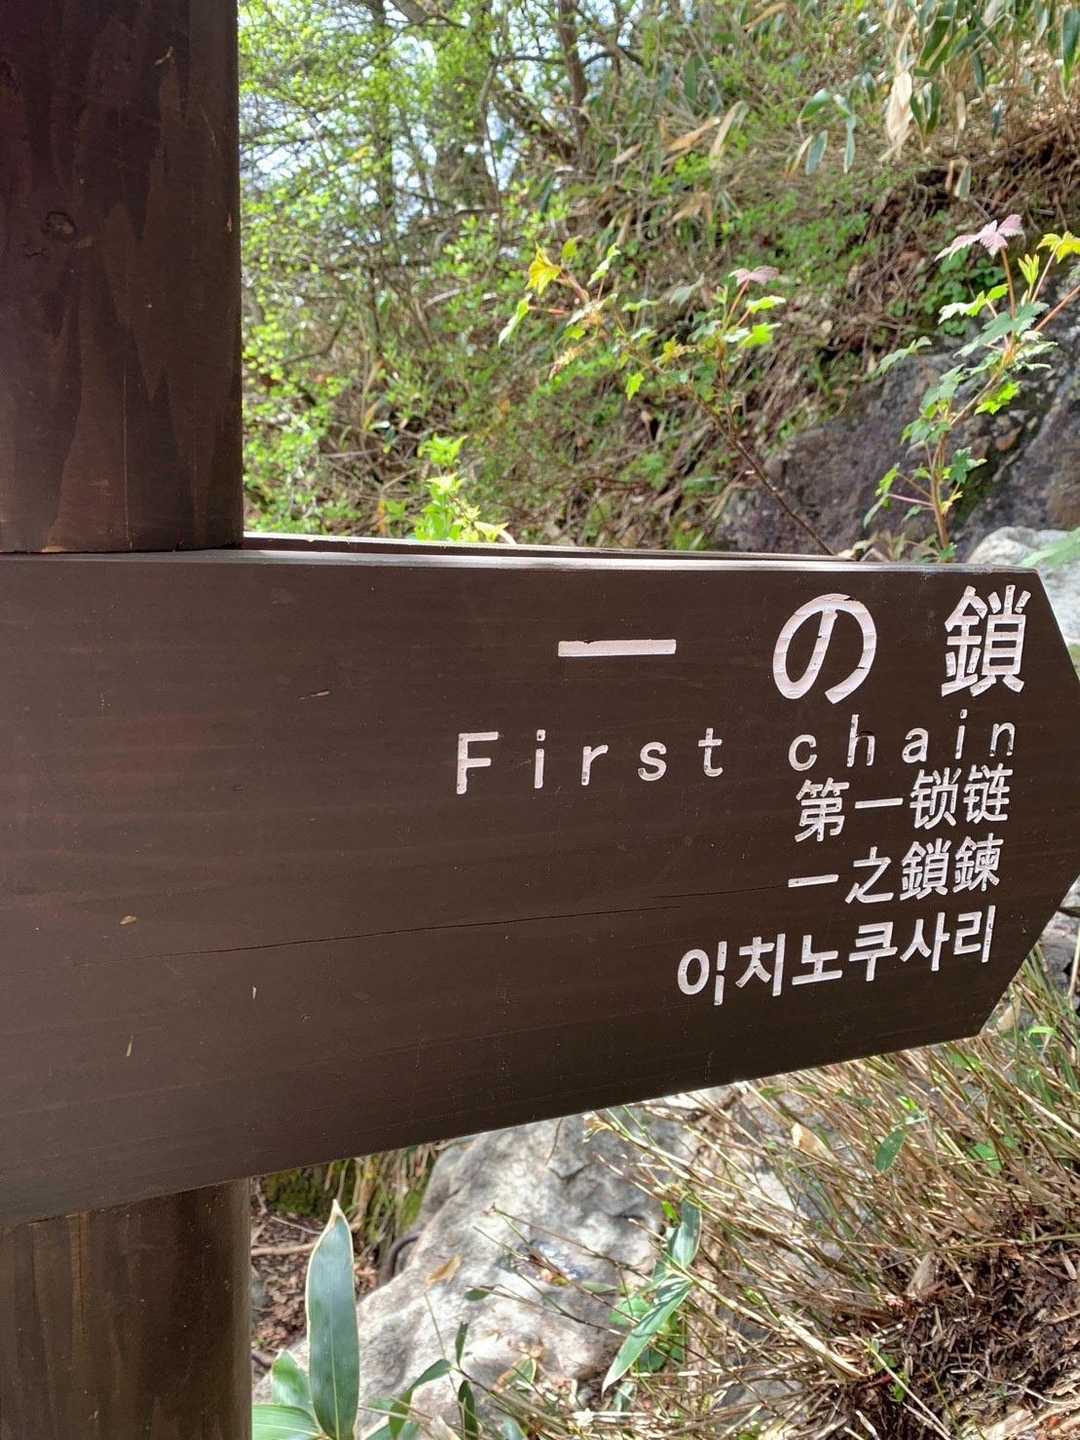 一の鎖
First chain
第一锁链
一之鎖鍊
이치노쿠사리